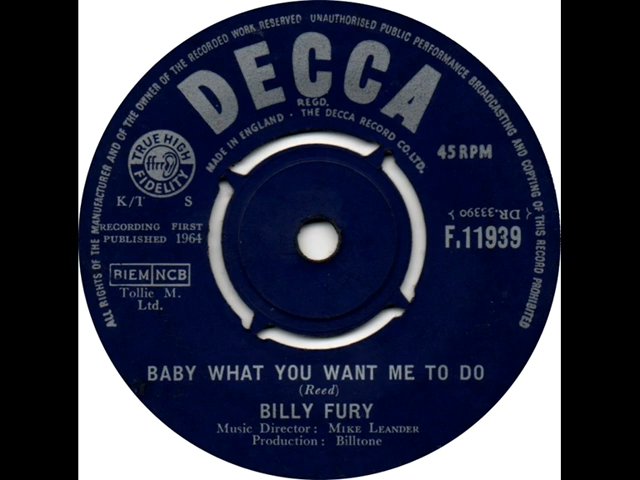 ALL RIGHTS OF THE MANUFACTURER AND OF THE OWNER OF THE RECORDED WORK RESERVED UNAUTHORISED PUBLIC PERFORMANCE BROADCASTING AND COPYING OF THIS RECORD PROHIBITED
DECCA
REGD.
MADE IN ENGLAND · THE DECCA RECORD CO. LTD.
TRUE HIGH
ffrr
FIDELITY
45 RPM
K/T S
DR.33390
RECORDING FIRST
PUBLISHED 1964
F.11939
BIEM NCB
Tollie M.
Ltd.
BABY WHAT YOU WANT ME TO DO
(Reed)
BILLY FURY
Music Director: MIKE LEANDER
Production: Billtone